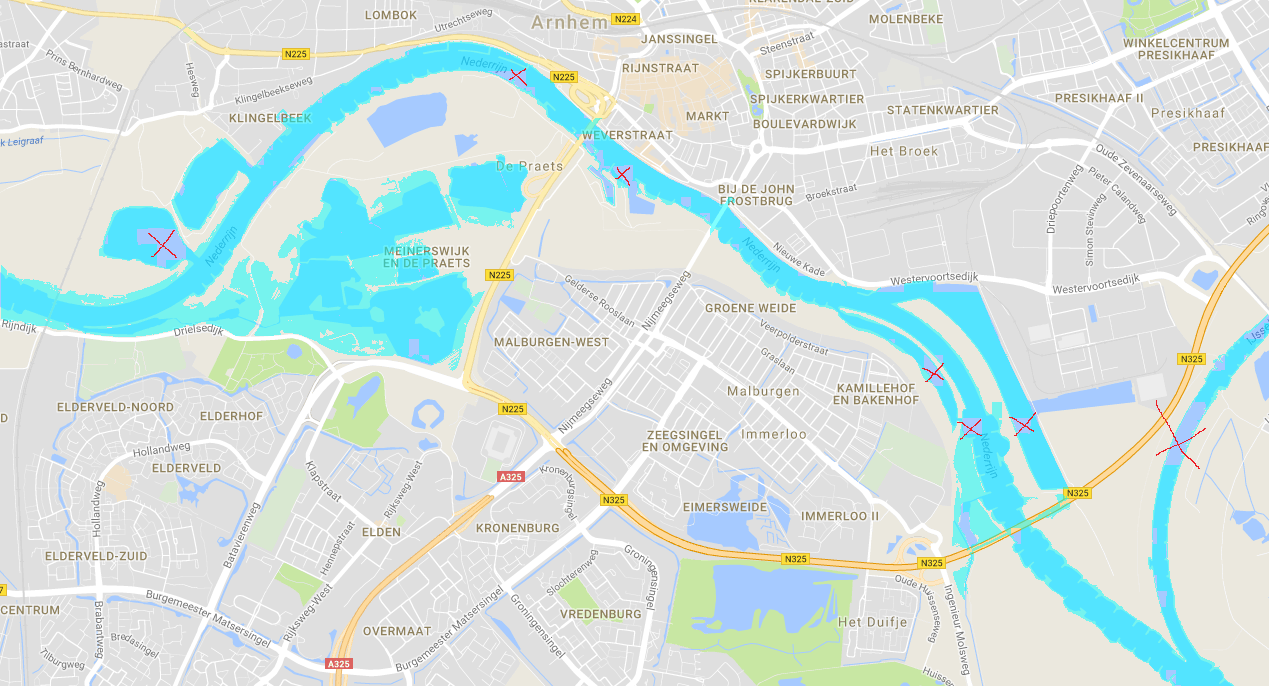 LOMBOK
Utrechtseweg
Arnhem
N224
KLARENDAL-ZUID
MOLENBEKE
JANSSINGEL
Steenstraat
WINKELCENTRUM
PRESIKHAAF
N225
Prins Bernhardweg
Hesweg
Nederrijn
N225
RIJNSTRAAT
SPIJKERBUURT
Klingelbeekseweg
SPIJKERKWARTIER
PRESIKHAAF II
STATENKWARTIER
Presikhaaf
KLINGELBEEK
MARKT
BOULEVARDWIJK
WEVERSTRAAT
k Leigraaf
Het Broek
Oude Zevenaarseweg
PRESIKHAAF
De Praets
Pieter Calandweg
BIJ DE JOHN
FROSTBRUG
Broekstraat
Driepoortenweg
Simon Stevinweg
Nederrijn
MEINERSWIJK
EN DE PRAETS
Nederrijn
Nieuwe Kade
N225
Westervoortsedijk
Westervoortsedijk
Gelderse Rooslaan
Nijmeegseweg
GROENE WEIDE
Rijndijk
Drielsedijk
Veerpolderstraat
MALBURGEN-WEST
Graslaan
N325
Malburgen
KAMILLEHOF
EN BAKENHOF
ELDERVELD-NOORD
ELDERHOF
N225
Nijmeegseweg
ZEEGSINGEL
EN OMGEVING
Immerloo
Hollandweg
Nederrijn
ELDERVELD
Klapstraat
Rijksweg-West
A325
Kronenburgsingel
N325
N325
Hollandweg
EIMERSWEIDE
IMMERLOO II
Batavierenweg
ELDEN
KRONENBURG
Hennepstraat
ELDERVELD-ZUID
N325
N325
Groningensingel
Slochterenweg
Oude Huissenseweg
Ingenieur Molsweg
CENTRUM
Brabantweg
Burgemeester Matsersingel
Rijksweg-West
Groningensingel
VREDENBURG
Het Duifje
OVERMAAT
Burgemeester Matsersingel
Bredasingel
Tilburgweg
A325